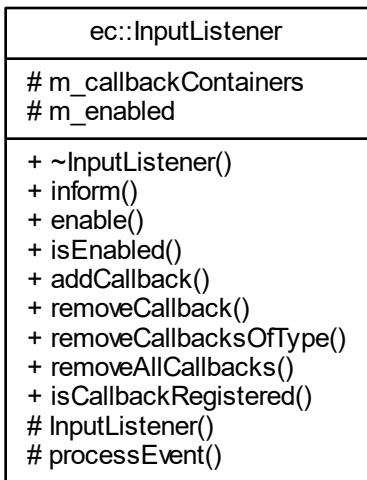 ec::InputListener
# m_callbackContainers
# m_enabled
+ ~InputListener()
+ inform()
+ enable()
+ isEnabled()
+ addCallback()
+ removeCallback()
+ removeCallbacksOfType()
+ removeAllCallbacks()
+ isCallbackRegistered()
# InputListener()
# processEvent()